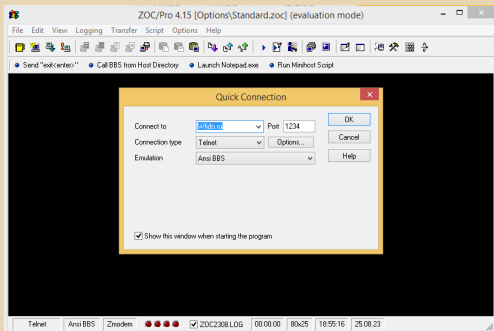 ZOC/Pro 4.15 [Options\Standard.zoc] (evaluation mode)
File Edit View Logging Transfer Script Options Help
Send "exit<enter>" Call BBS from Host Directory Launch Notepad.exe Run Minihost Script
Quick Connection
Connect to Wfido.ru Port 1234 OK
Connection type Telnet Options... Cancel
Emulation Ansi BBS Help
Show this window when starting the program
Telnet Ansi BBS Zmodem ZOC2308.LOG 00:00:00 80x25 18:55:16 25.08.23